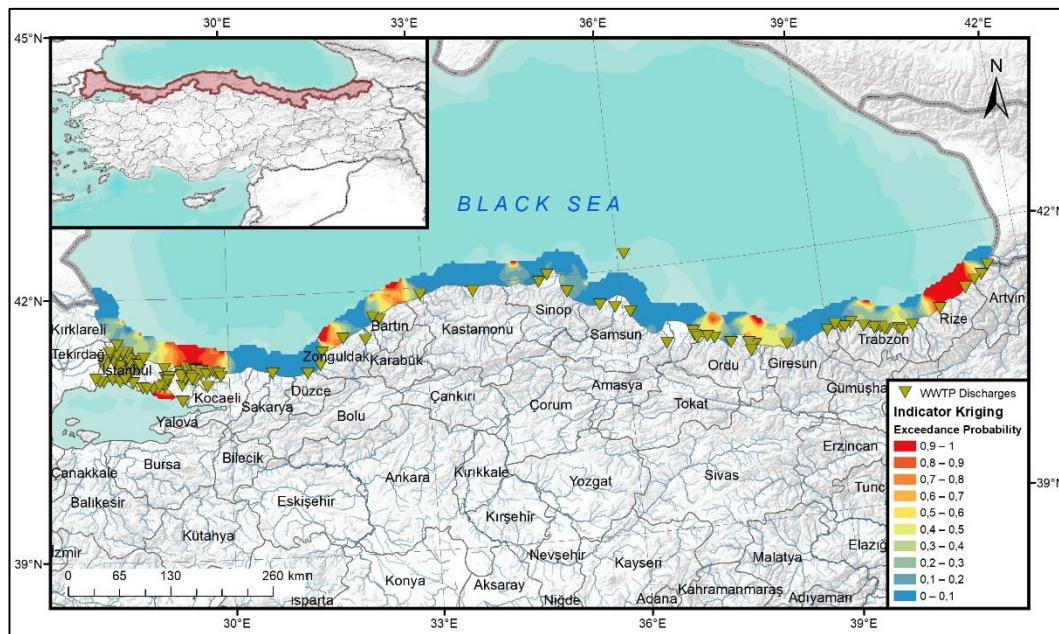 30°E
33°E
36°E
39°E
42°E
45°N
N
BLACK SEA
42°N
42°N
Kırklareli
Tekirdağ
İstanbul
Kocaeli
Sakarya
Düzce
Zonguldak
Bartın
Karabük
Kastamonu
Sinop
Samsun
Ordu
Giresun
Trabzon
Rize
Artvin
Yalova
Bolu
Çankırı
Çorum
Amasya
Tokat
Gümüşha
Çanakkale
Bursa
Bilecik
Ankara
Kırıkkale
Yozgat
Sivas
Erzincan
Balıkesir
Eskişehir
Kırşehir
Tunc
Kütahya
Nevşehir
Kayseri
Malatya
Elazığ
İzmir
39°N
39°N
Konya
Aksaray
Niğde
Kahramanmaraş
Adana
Adıyaman
Isparta
0 65 130 260 kmn
WWTP Discharges
Indicator Kriging
Exceedance Probability
0,9 – 1
0,8 – 0,9
0,7 – 0,8
0,6 – 0,7
0,5 – 0,6
0,4 – 0,5
0,3 – 0,4
0,2 – 0,3
0,1 – 0,2
0 – 0,1
30°E
33°E
36°E
39°E